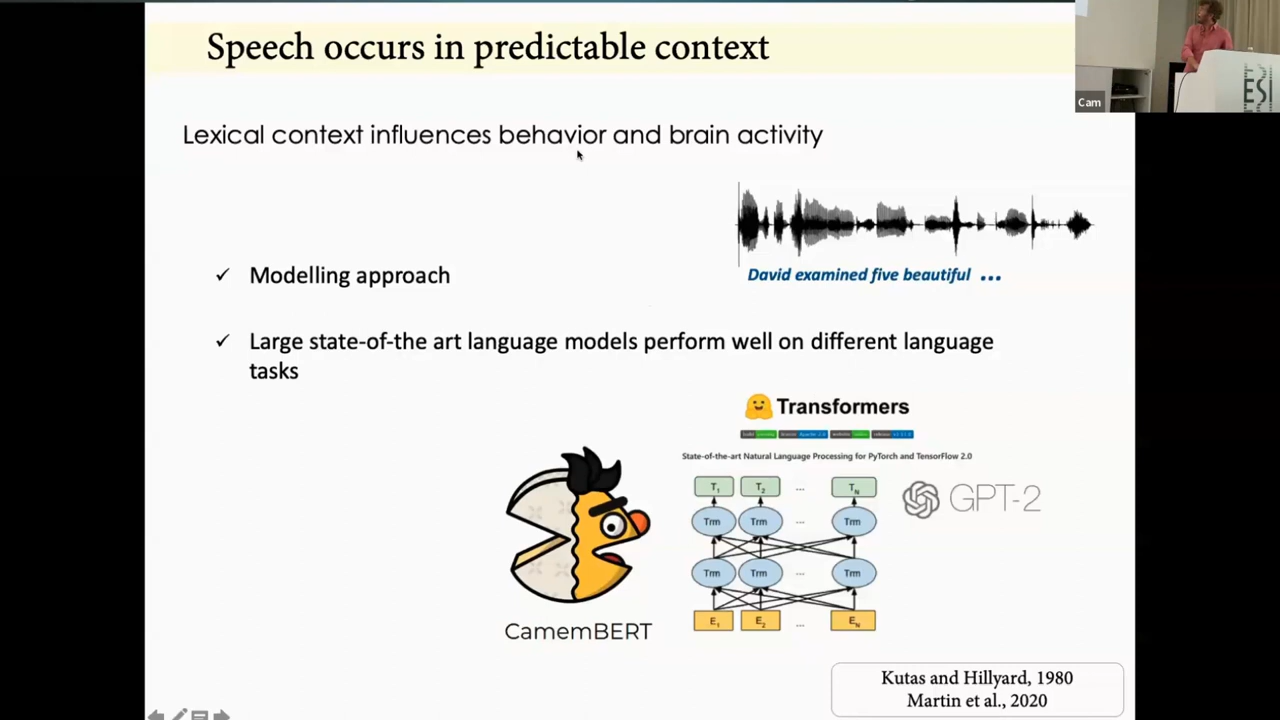 Speech occurs in predictable context
Cam
ESI
Lexical context influences behavior and brain activity
David examined five beautiful ...
✓ Modelling approach
✓ Large state-of-the art language models perform well on different language
tasks
Transformers
State-of-the-art Natural Language Processing for PyTorch and TensorFlow 2.0
T1 T2 ... TN
GPT-2
Trm Trm ... Trm
Trm Trm ... Trm
E1 E2 ... EN
CamemBERT
Kutas and Hillyard, 1980
Martin et al., 2020